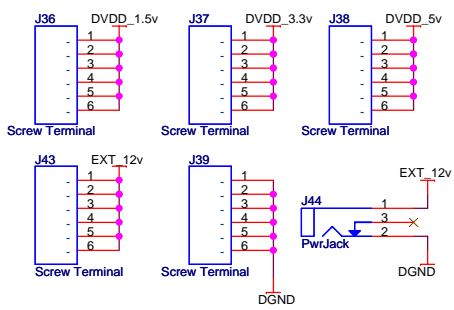 J36 DVDD_1.5v J37 DVDD_3.3v J38 DVDD_5v
- 1 - 1 - 1
- 2 - 2 - 2
- 3 - 3 - 3
- 4 - 4 - 4
- 5 - 5 - 5
- 6 - 6 - 6
Screw Terminal Screw Terminal Screw Terminal
J43 EXT_12v J39
- 1 - 1
- 2 - 2
- 3 - 3
- 4 - 4
- 5 - 5
- 6 - 6
Screw Terminal Screw Terminal
DGND
EXT_12v
J44
1
3
2
PwrJack
DGND